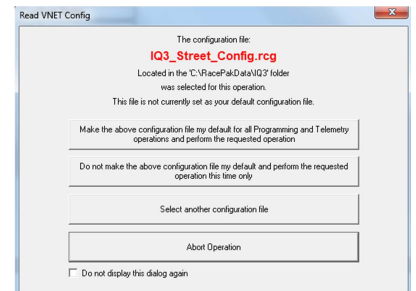 Read VNET Config
The configuration file:
IQ3_Street_Config.rcg
Located in the 'C:\RacePakData\IQ3' folder
was selected for this operation.
This file is not currently set as your default configuration file.
Make the above configuration file my default for all Programming and Telemetry
operations and perform the requested operation
Do not make the above configuration file my default and perform the requested
operation this time only
Select another configuration file
Abort Operation
Do not display this dialog again